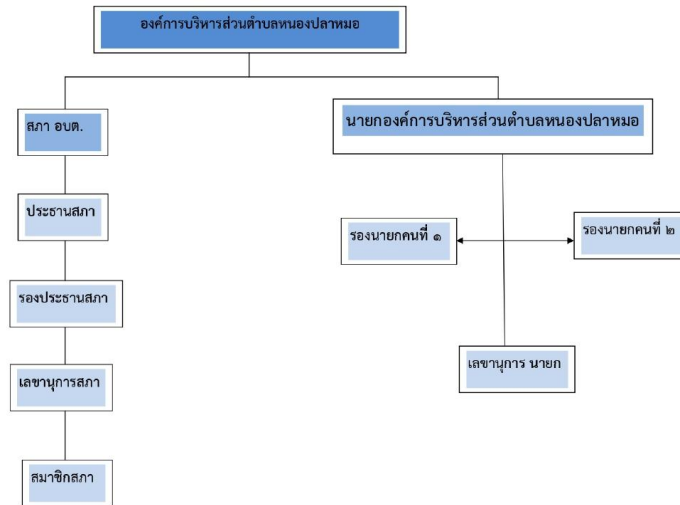 องค์การบริหารส่วนตำบลหนองปลาหมอ
สภา อบต.
นายกองค์การบริหารส่วนตำบลหนองปลาหมอ
ประธานสภา
รองนายกคนที่ ๑
รองนายกคนที่ ๒
รองประธานสภา
เลขานุการสภา
เลขานุการ นายก
สมาชิกสภา